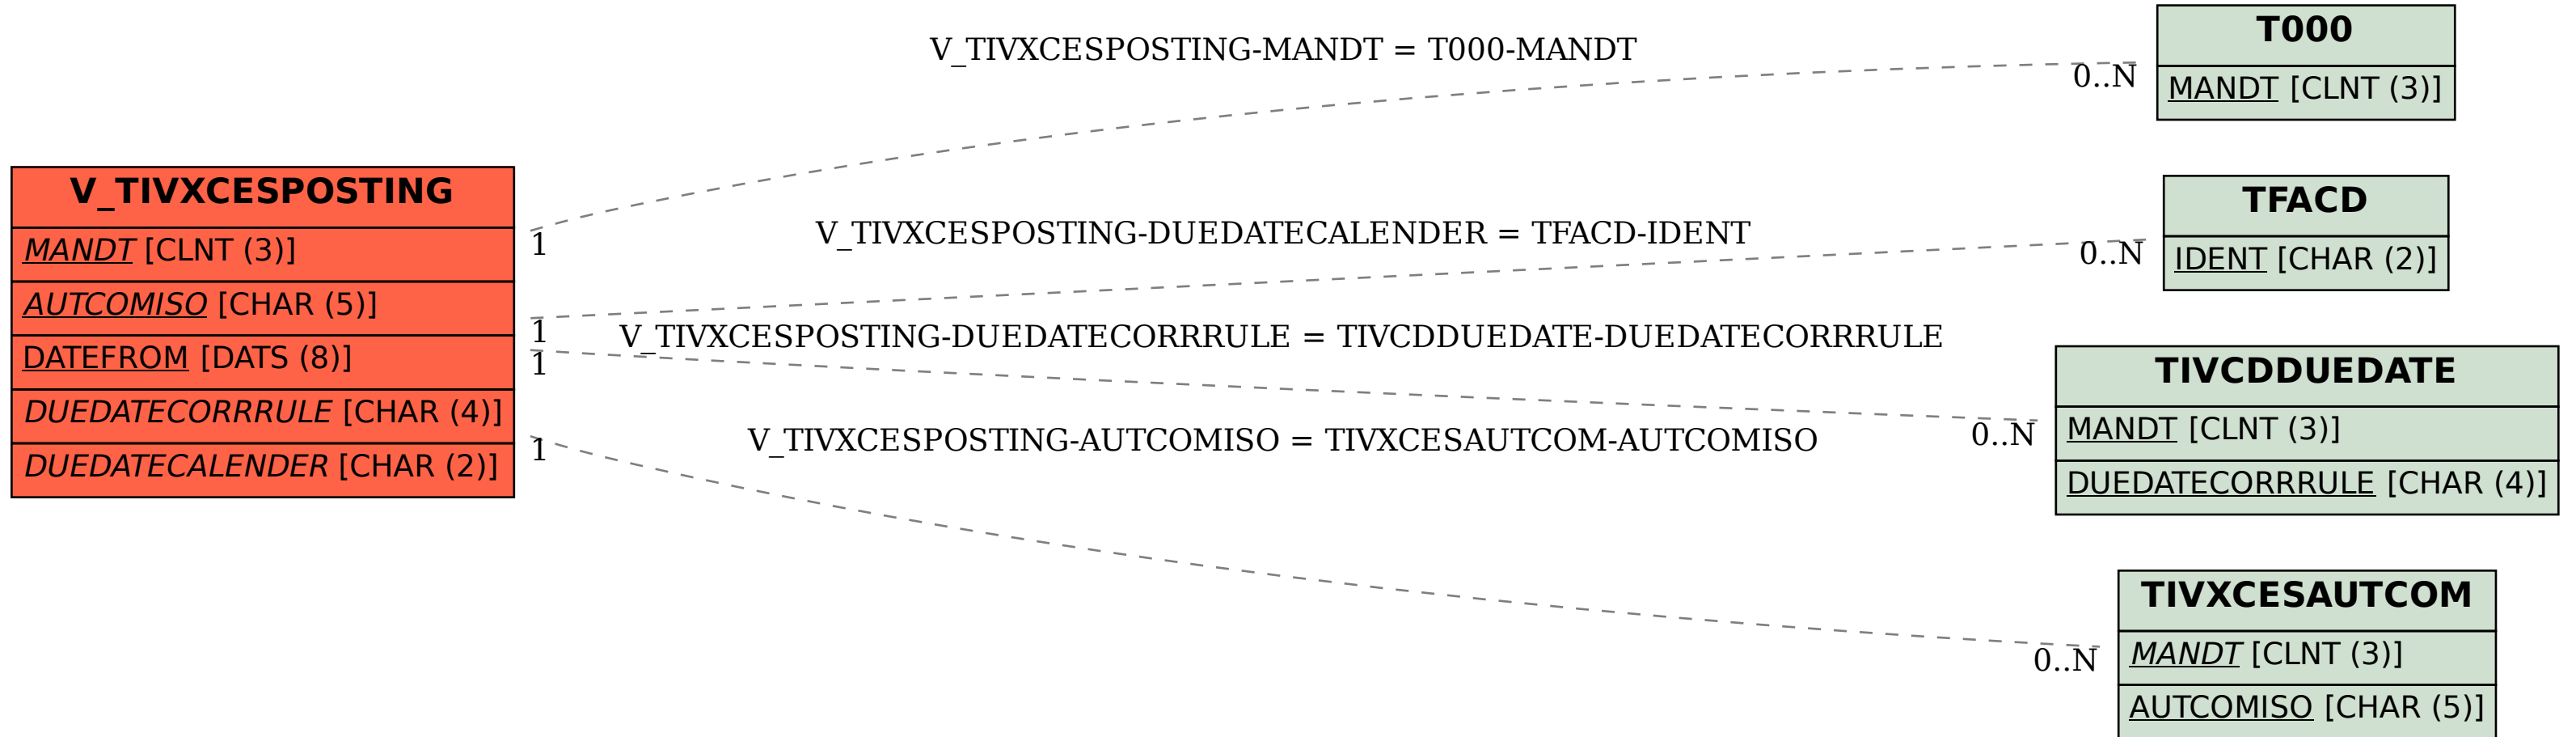 V_TIVXCESPOSTING
MANDT [CLNT (3)]
AUTCOMISO [CHAR (5)]
DATEFROM [DATS (8)]
DUEDATECORRRULE [CHAR (4)]
DUEDATECALENDER [CHAR (2)]
V_TIVXCESPOSTING-MANDT = T000-MANDT
1
0..N
V_TIVXCESPOSTING-DUEDATECALENDER = TFACD-IDENT
1
0..N
V_TIVXCESPOSTING-DUEDATECORRRULE = TIVCDDUEDATE-DUEDATECORRRULE
1
0..N
V_TIVXCESPOSTING-AUTCOMISO = TIVXCESAUTCOM-AUTCOMISO
1
0..N
T000
MANDT [CLNT (3)]
TFACD
IDENT [CHAR (2)]
TIVCDDUEDATE
MANDT [CLNT (3)]
DUEDATECORRRULE [CHAR (4)]
TIVXCESAUTCOM
MANDT [CLNT (3)]
AUTCOMISO [CHAR (5)]